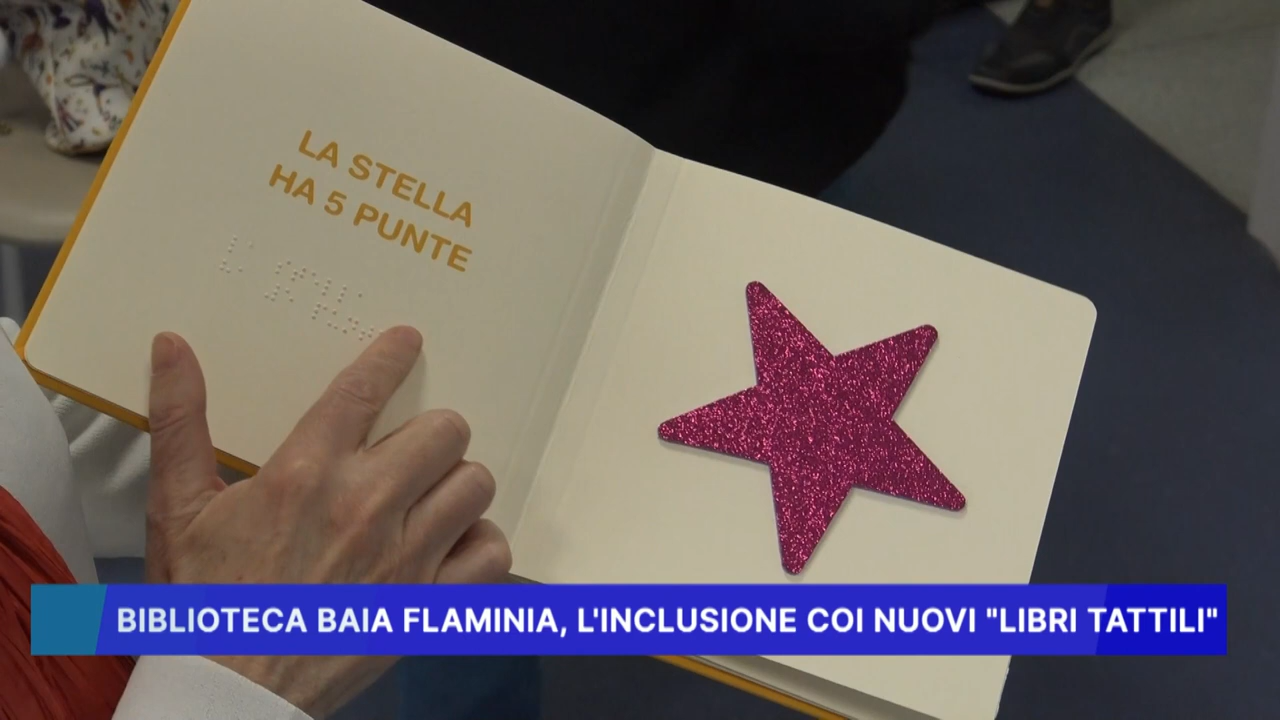 LA STELLA
HA 5 PUNTE
BIBLIOTECA BAIA FLAMINIA, L'INCLUSIONE COI NUOVI "LIBRI TATTILI"